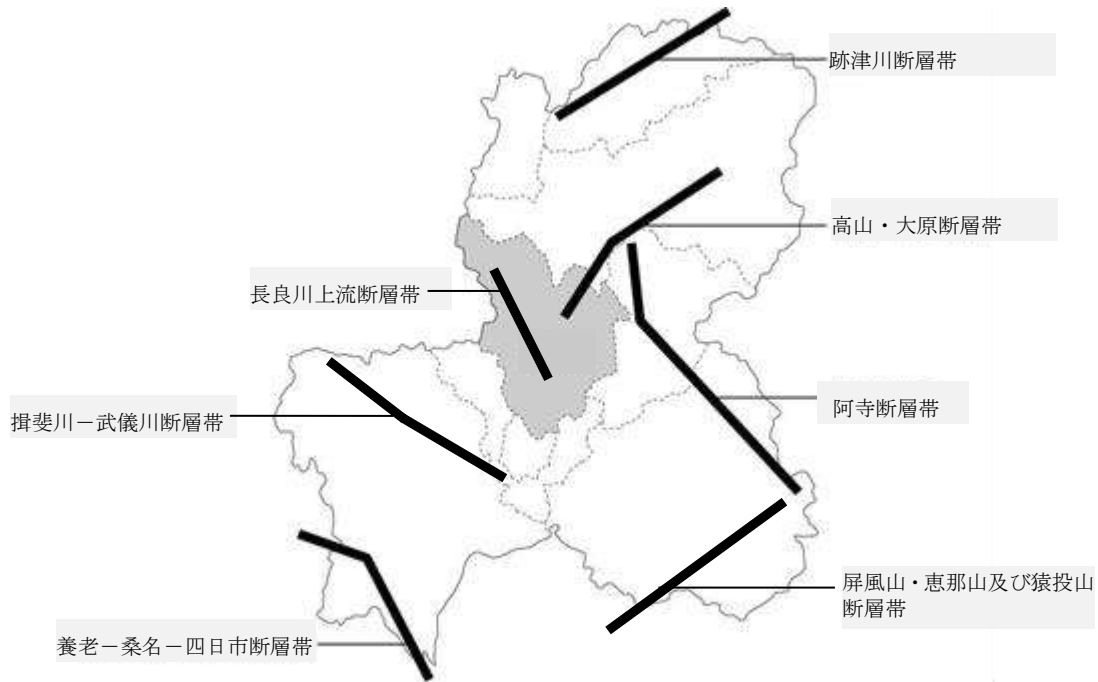 跡津川断層帯
高山・大原断層帯
長良川上流断層帯
阿寺断層帯
揖斐川－武儀川断層帯
屏風山・恵那山及び猿投山
断層帯
養老－桑名－四日市断層帯